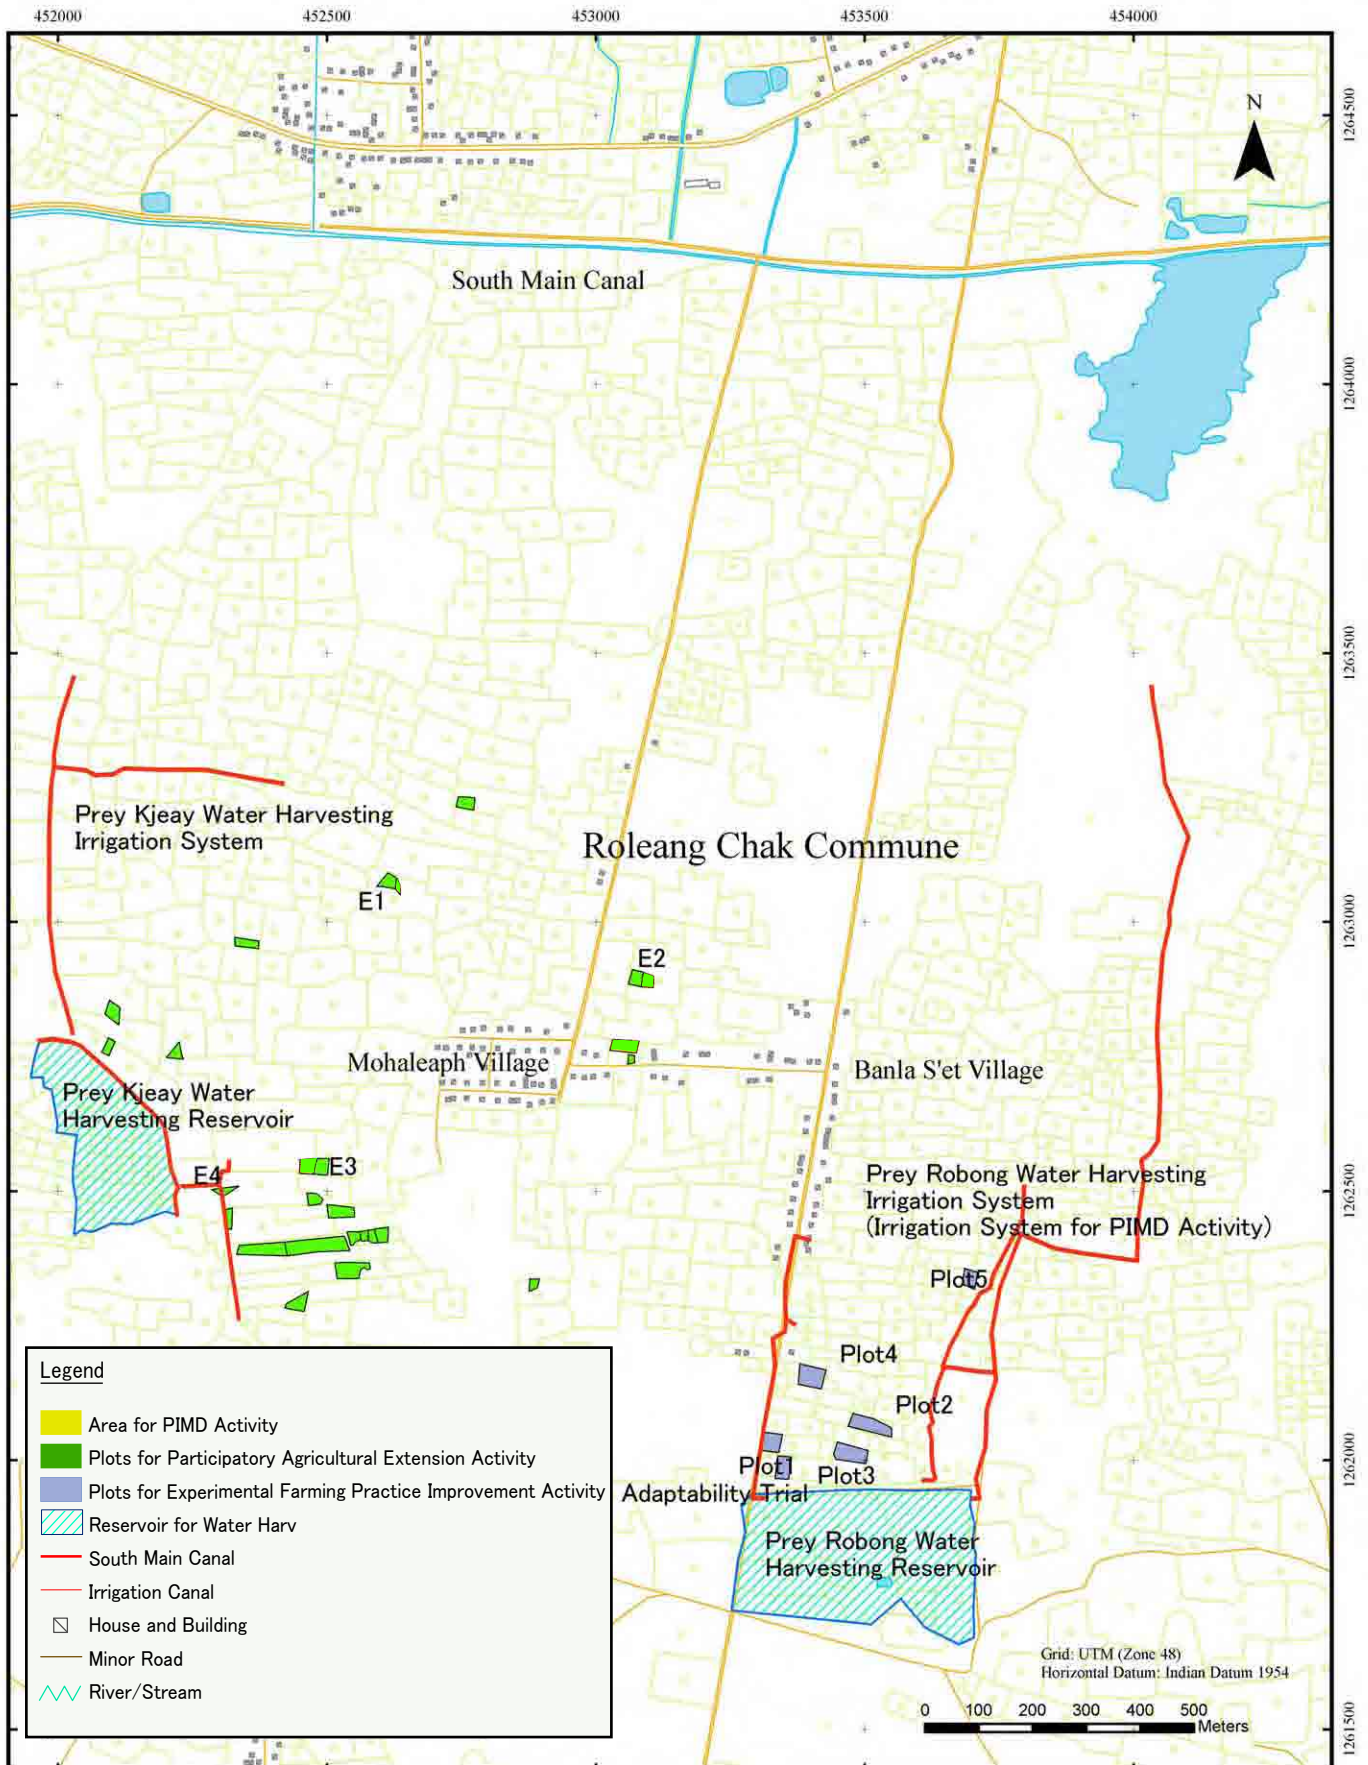 452000
452500
453000
453500
454000
N
1264500
South Main Canal
1264000
1263500
Prey Kjeay Water Harvesting
Irrigation System
Roleang Chak Commune
E1
1263000
E2
Mohaleaph Village
Banla S'et Village
Prey Kjeay Water
Harvesting Reservoir
E4
E3
Prey Robong Water Harvesting
Irrigation System
(Irrigation System for PIMD Activity)
1262500
Plot5
Plot4
Plot2
Plot1
Plot3
Adaptability Trial
1262000
Prey Robong Water
Harvesting Reservoir
Legend
Area for PIMD Activity
Plots for Participatory Agricultural Extension Activity
Plots for Experimental Farming Practice Improvement Activity
Reservoir for Water Harv
South Main Canal
Irrigation Canal
House and Building
Minor Road
River/Stream
Grid: UTM (Zone 48)
Horizontal Datum: Indian Datum 1954
0 100 200 300 400 500
Meters
1261500